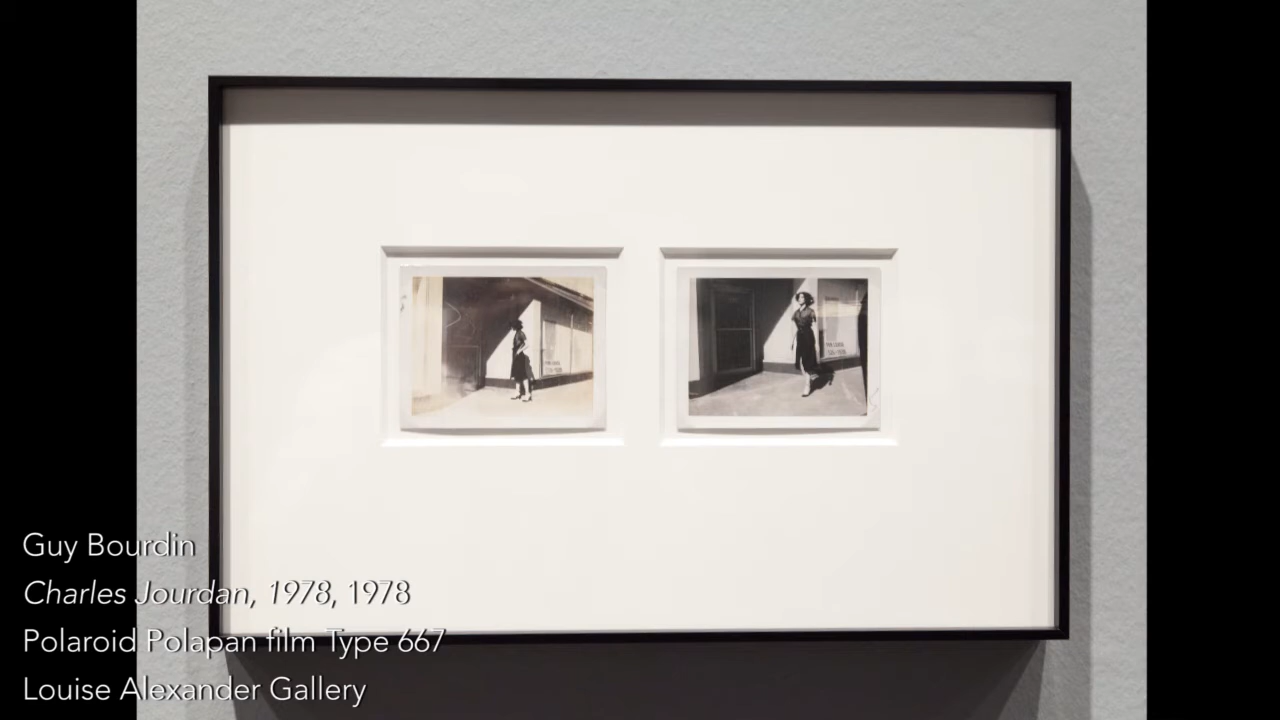 Guy Bourdin
Charles Jourdan, 1978, 1978
Polaroid Polapan film Type 667
Louise Alexander Gallery